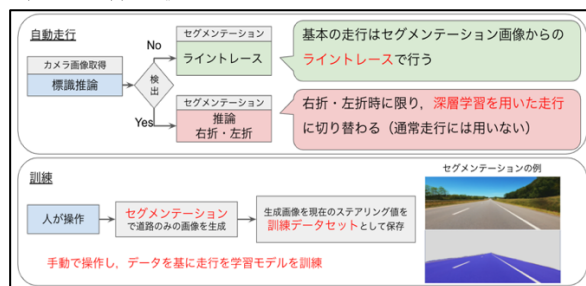 自動走行
カメラ画像取得
標識推論
検出
No
Yes
セグメンテーション
ライントレース
セグメンテーション
推論
右折・左折
基本の走行はセグメンテーション画像からの
ライントレースで行う
右折・左折時に限り，深層学習を用いた走行
に切り替わる（通常走行には用いない）
訓練
人が操作
セグメンテーション
で道路のみの画像を生成
生成画像を現在のステアリング値を
訓練データセットとして保存
セグメンテーションの例
手動で操作し、データを基に走行を学習モデルを訓練